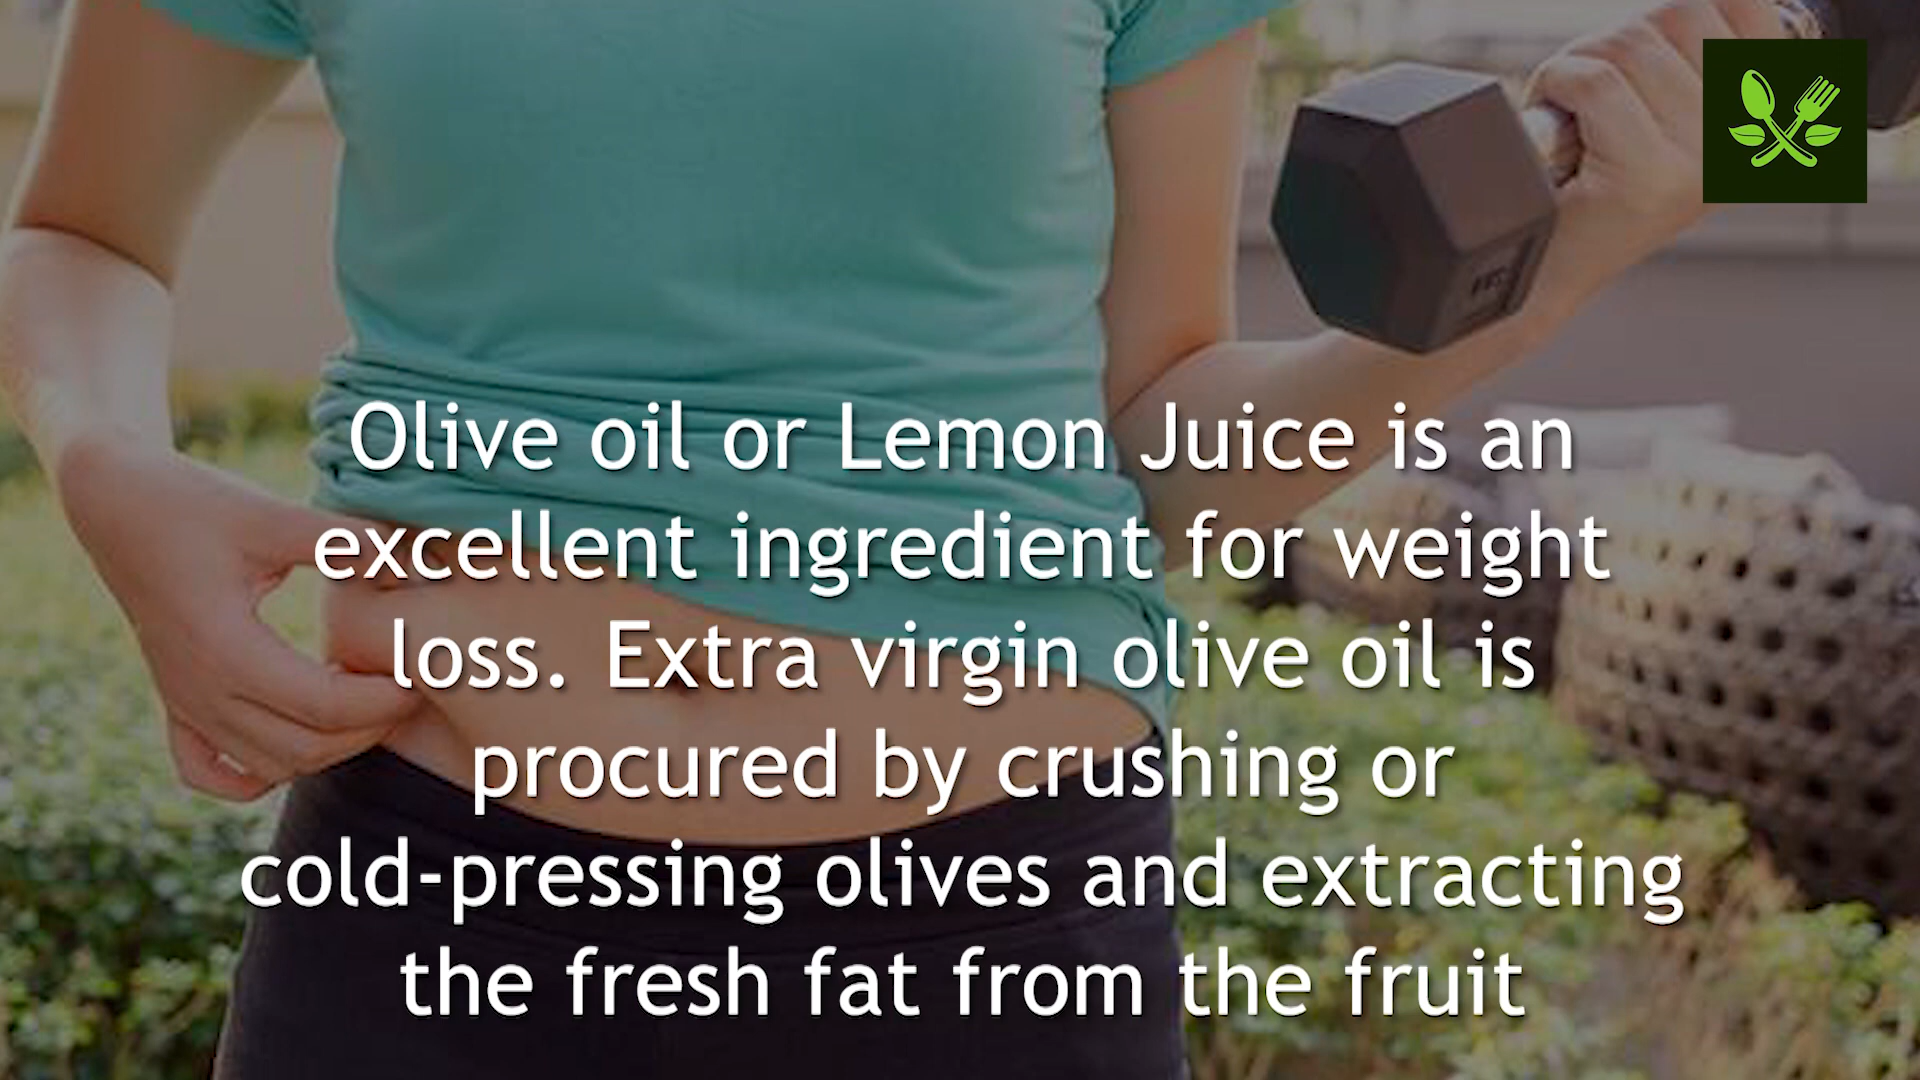 Olive oil or Lemon Juice is an
excellent ingredient for weight
loss. Extra virgin olive oil is
procured by crushing or
cold-pressing olives and extracting
the fresh fat from the fruit